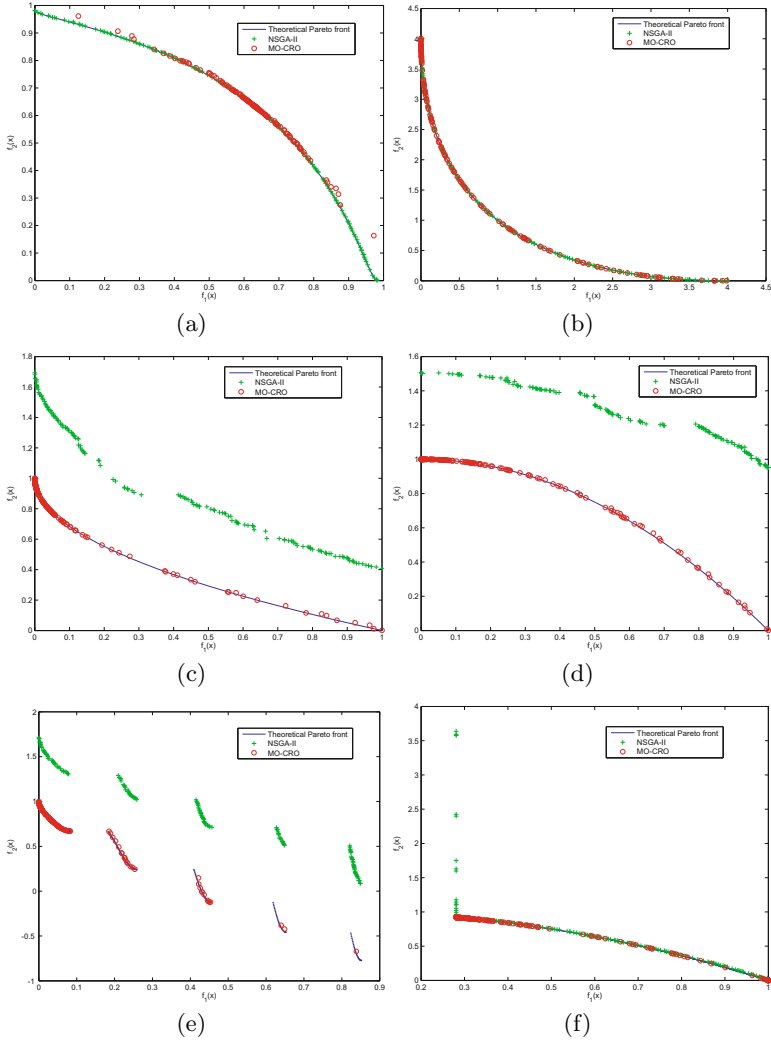 1
0.9
0.8
0.7
0.6
0.5
0.4
0.3
0.2
0.1
0
f2(x)
Theoretical Pareto front
NSGA-II
MO-CRO
0 0.1 0.2 0.3 0.4 0.5 0.6 0.7 0.8 0.9 1
f1(x)
(a)
4.5
4
3.5
3
2.5
2
1.5
1
0.5
0
f2(x)
Theoretical Pareto front
NSGA-II
MO-CRO
0 0.5 1 1.5 2 2.5 3 3.5 4 4.5
f1(x)
(b)
1.8
1.6
1.4
1.2
1
0.8
0.6
0.4
0.2
0
f2(x)
Theoretical Pareto front
NSGA-II
MO-CRO
0 0.1 0.2 0.3 0.4 0.5 0.6 0.7 0.8 0.9 1
f1(x)
(c)
1.6
1.4
1.2
1
0.8
0.6
0.4
0.2
0
f2(x)
Theoretical Pareto front
NSGA-II
MO-CRO
0 0.1 0.2 0.3 0.4 0.5 0.6 0.7 0.8 0.9 1
f1(x)
(d)
2
1.5
1
0.5
0
-0.5
-1
f2(x)
Theoretical Pareto front
NSGA-II
MO-CRO
0 0.1 0.2 0.3 0.4 0.5 0.6 0.7 0.8 0.9
f1(x)
(e)
4
3.5
3
2.5
2
1.5
1
0.5
0
f2(x)
Theoretical Pareto front
NSGA-II
MO-CRO
0.2 0.3 0.4 0.5 0.6 0.7 0.8 0.9 1
f1(x)
(f)